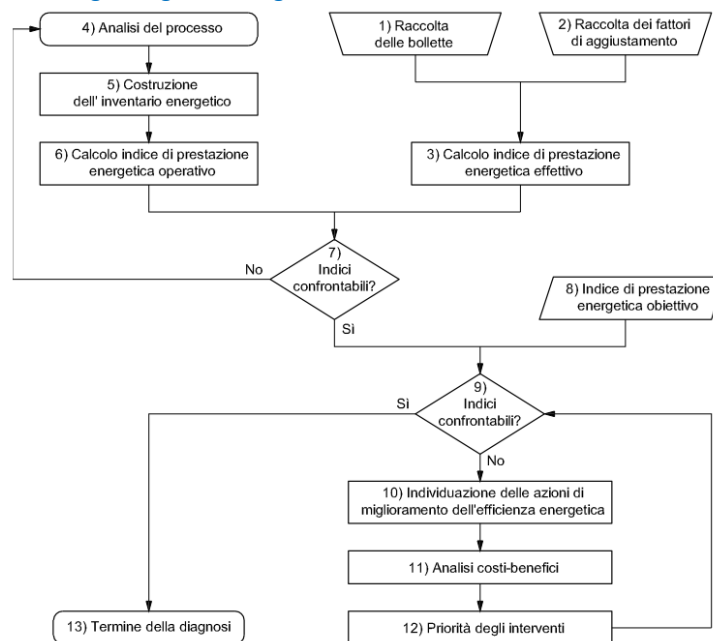 4) Analisi del processo
1) Raccolta
delle bollette
2) Raccolta dei fattori
di aggiustamento
5) Costruzione
dell' inventario energetico
6) Calcolo indice di prestazione
energetica operativo
3) Calcolo indice di prestazione
energetica effettivo
7)
Indici
confrontabili?
No
Sì
8) Indice di prestazione
energetica obiettivo
9)
Indici
confrontabili?
Sì
No
10) Individuazione delle azioni di
miglioramento dell'efficienza energetica
11) Analisi costi-benefici
12) Priorità degli interventi
13) Termine della diagnosi